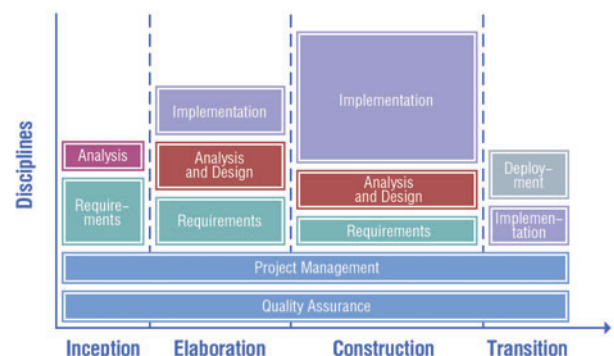 Disciplines
Implementation
Implementation
Analysis
Analysis
and Design
Deploy-
ment
Require-
ments
Requirements
Analysis
and Design
Requirements
Implemen-
tation
Project Management
Quality Assurance
Inception
Elaboration
Construction
Transition